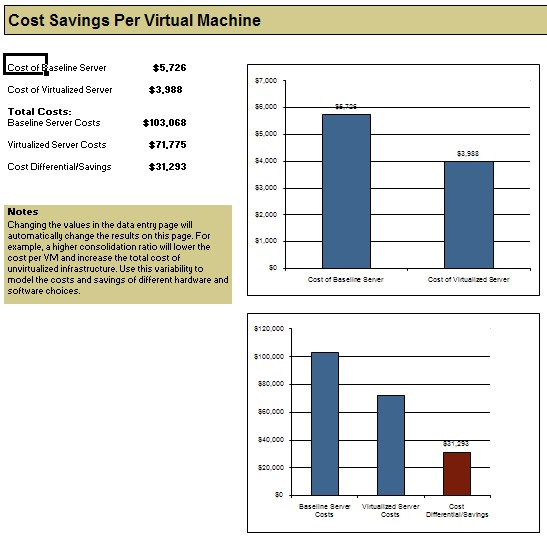 Cost Savings Per Virtual Machine
Cost of Baseline Server $5,726
Cost of Virtualized Server $3,988
Total Costs:
Baseline Server Costs $103,068
Virtualized Server Costs $71,775
Cost Differential/Savings $31,293
Notes
Changing the values in the data entry page will
automatically change the results on this page. For
example, a higher consolidation ratio will lower the
cost per VM and increase the total cost of
unvirtualized infrastructure. Use this variability to
model the costs and savings of different hardware and
software choices.
$7,000
$6,000
$5,726
$5,000
$4,000
$3,988
$3,000
$2,000
$1,000
$0
Cost of Baseline Server Cost of Virtualized Server
$120,000
$100,000
$80,000
$60,000
$40,000
$31,293
$20,000
$0
Baseline Server Virtualized Server Cost
Costs Costs Differential/Savings